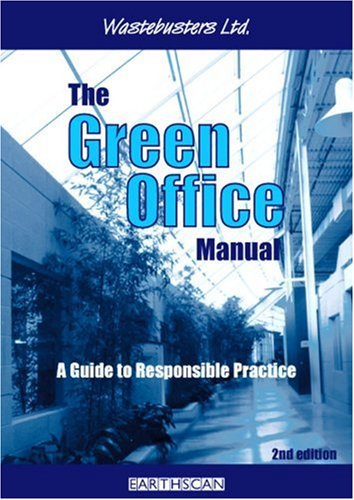 Wastebusters Ltd.
The
Green
Office
Manual
A Guide to Responsible Practice
2nd edition
EARTHSCAN